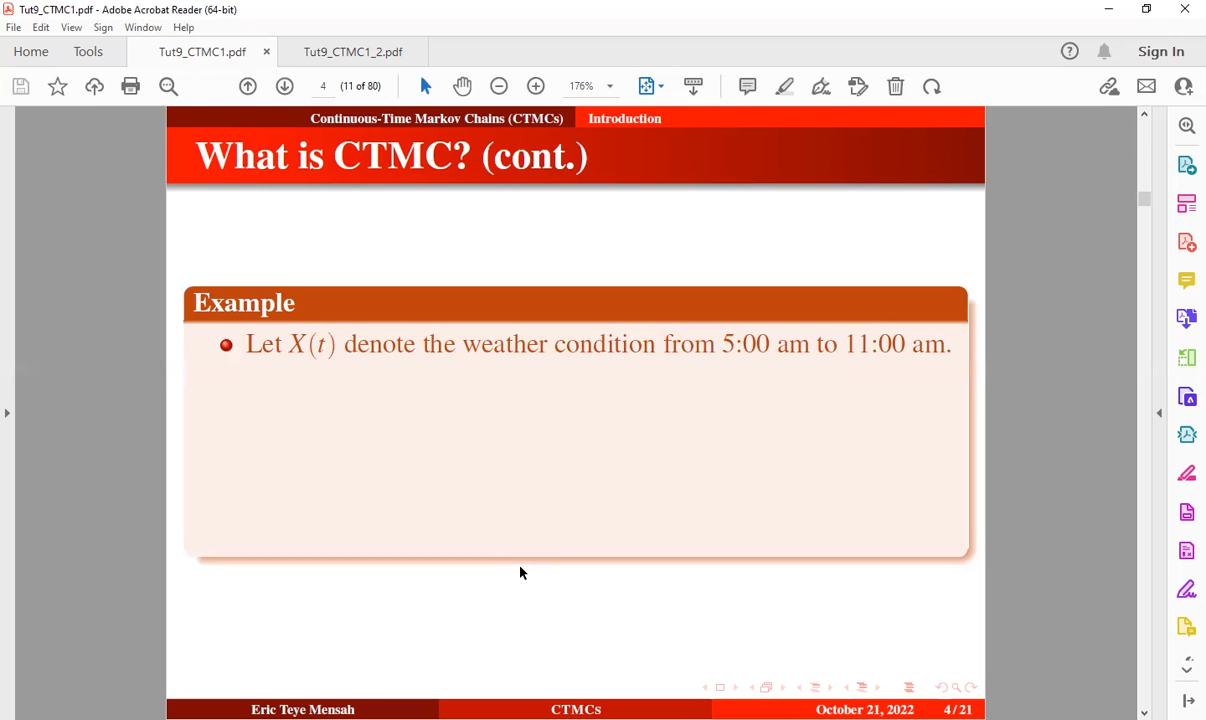 Tut9_CTMC1.pdf - Adobe Acrobat Reader (64-bit)
File Edit View Sign Window Help
Home Tools Tut9_CTMC1.pdf × Tut9_CTMC1_2.pdf Sign In
4 (11 of 80) 176%
Continuous-Time Markov Chains (CTMCs) Introduction
What is CTMC? (cont.)
Example
Let X(t) denote the weather condition from 5:00 am to 11:00 am.
Eric Teye Mensah CTMCs October 21, 2022 4/21